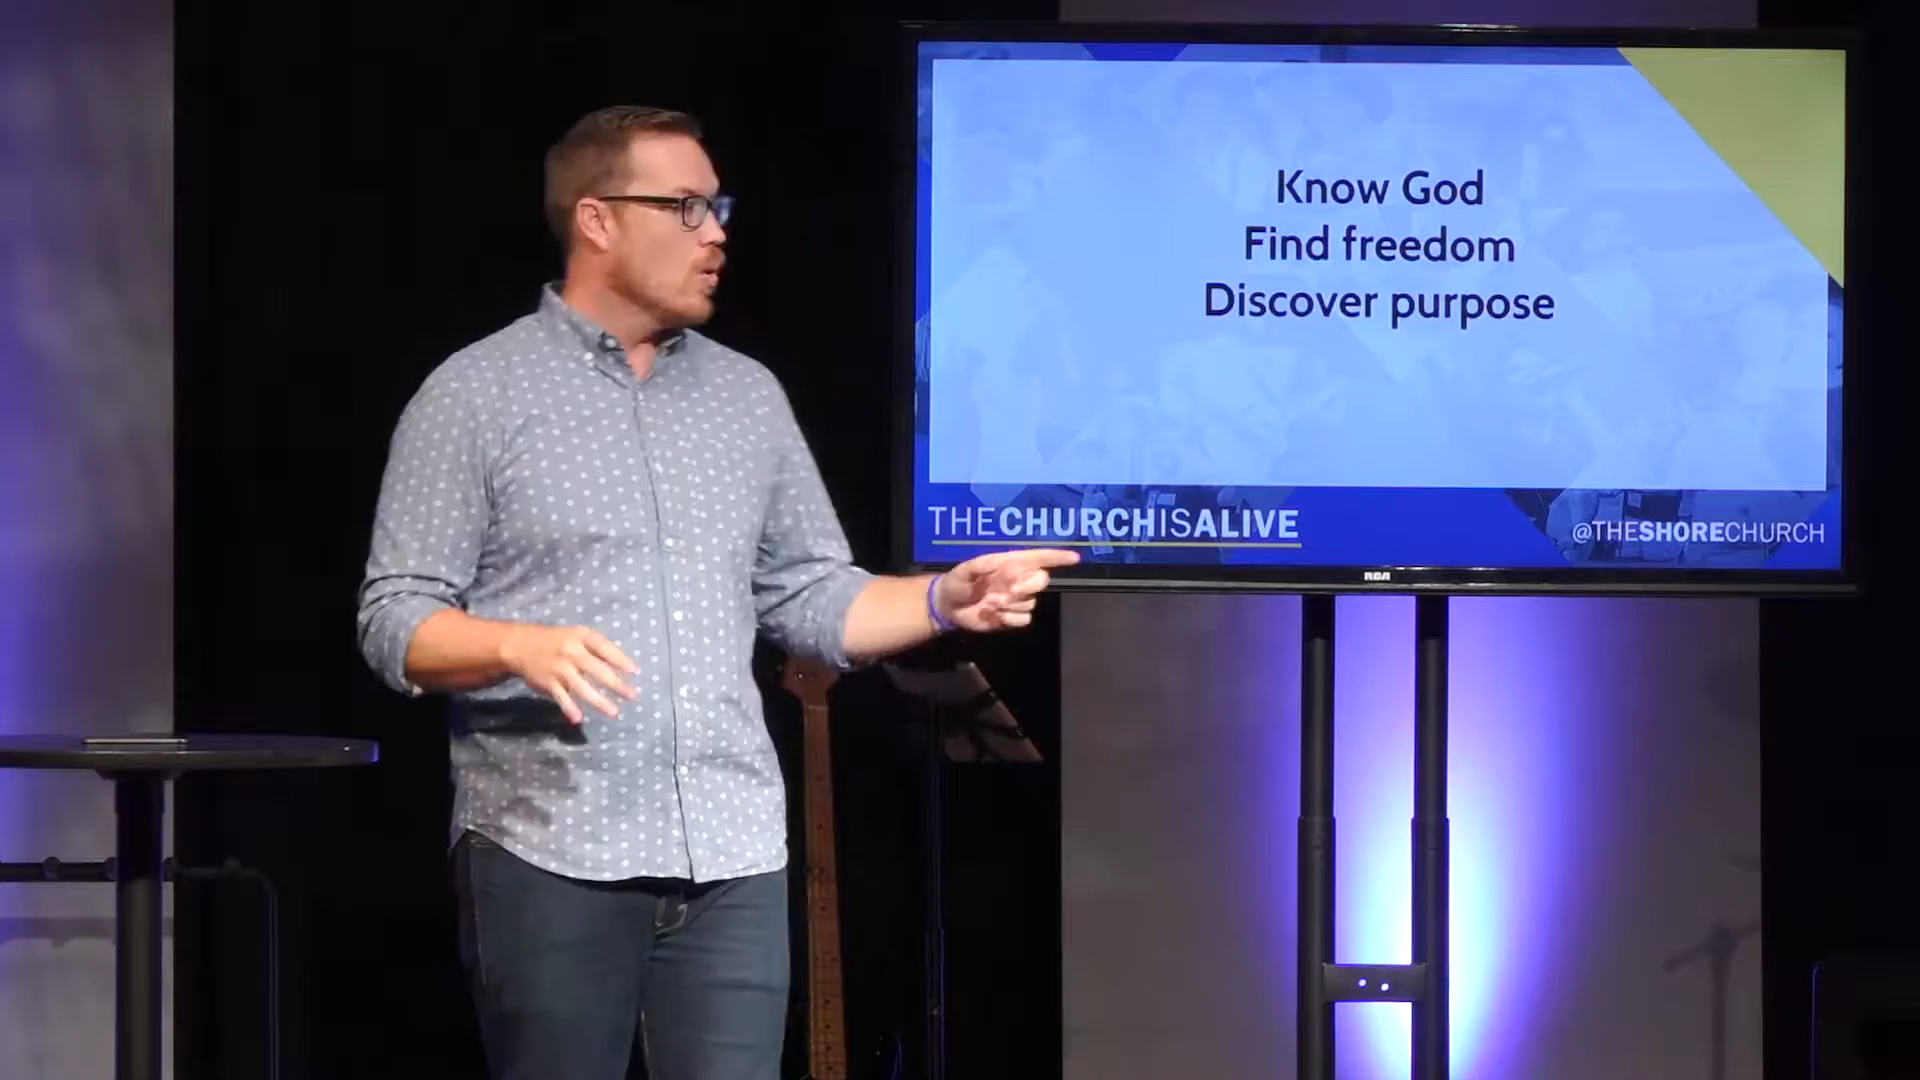 Know God
Find freedom
Discover purpose
THECHURCHISALIVE
@THESHORECHURCH
RCA